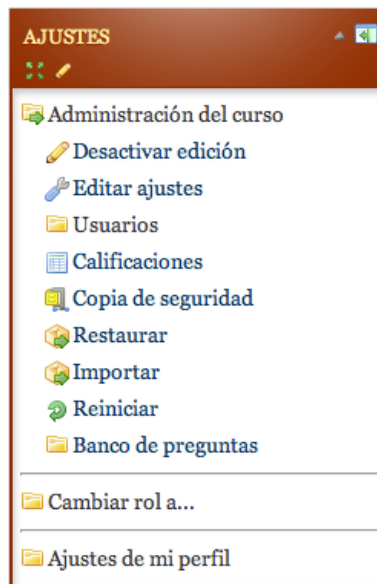 AJUSTES
Administración del curso
Desactivar edición
Editar ajustes
Usuarios
Calificaciones
Copia de seguridad
Restaurar
Importar
Reiniciar
Banco de preguntas
Cambiar rol a...
Ajustes de mi perfil